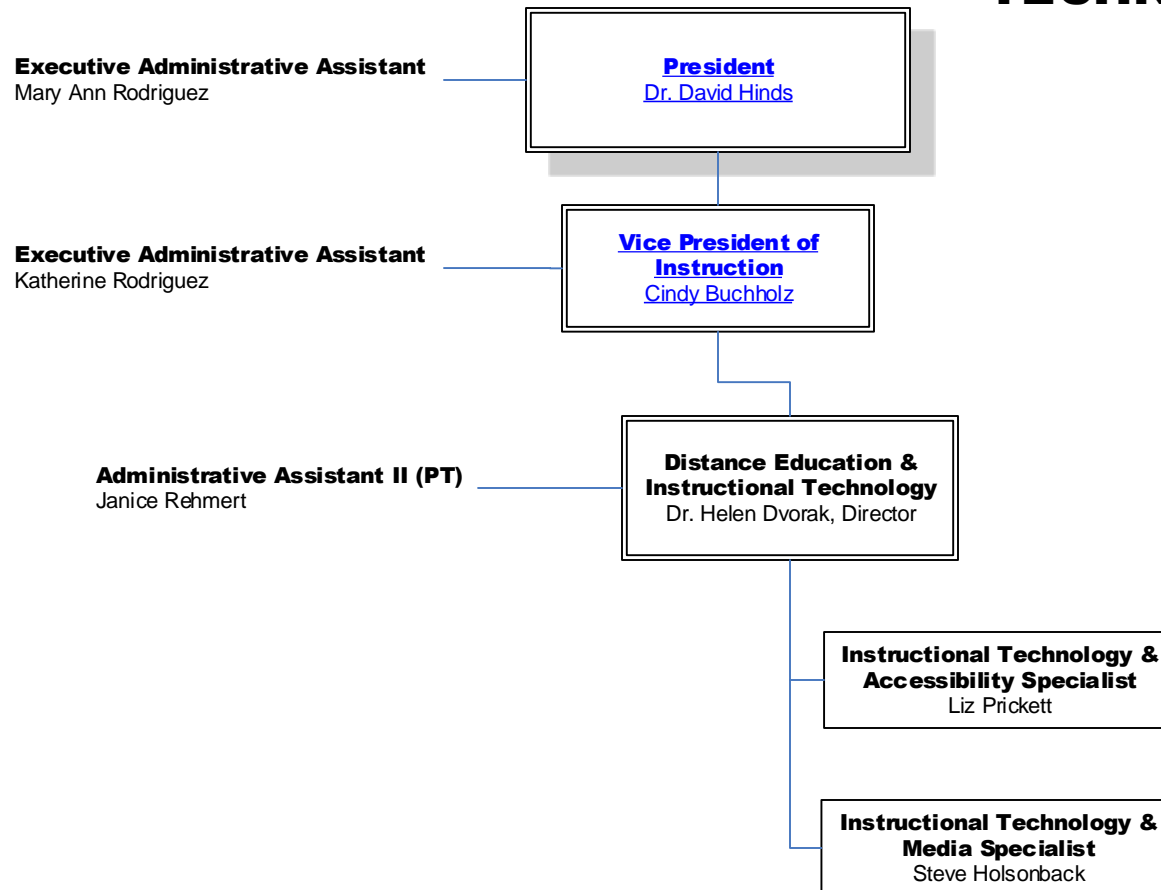 Executive Administrative Assistant
Mary Ann Rodriguez
President
Dr. David Hinds
Executive Administrative Assistant
Katherine Rodriguez
Vice President of
Instruction
Cindy Buchholz
Administrative Assistant II (PT)
Janice Rehmert
Distance Education &
Instructional Technology
Dr. Helen Dvorak, Director
Instructional Technology &
Accessibility Specialist
Liz Prickett
Instructional Technology &
Media Specialist
Steve Holsonback